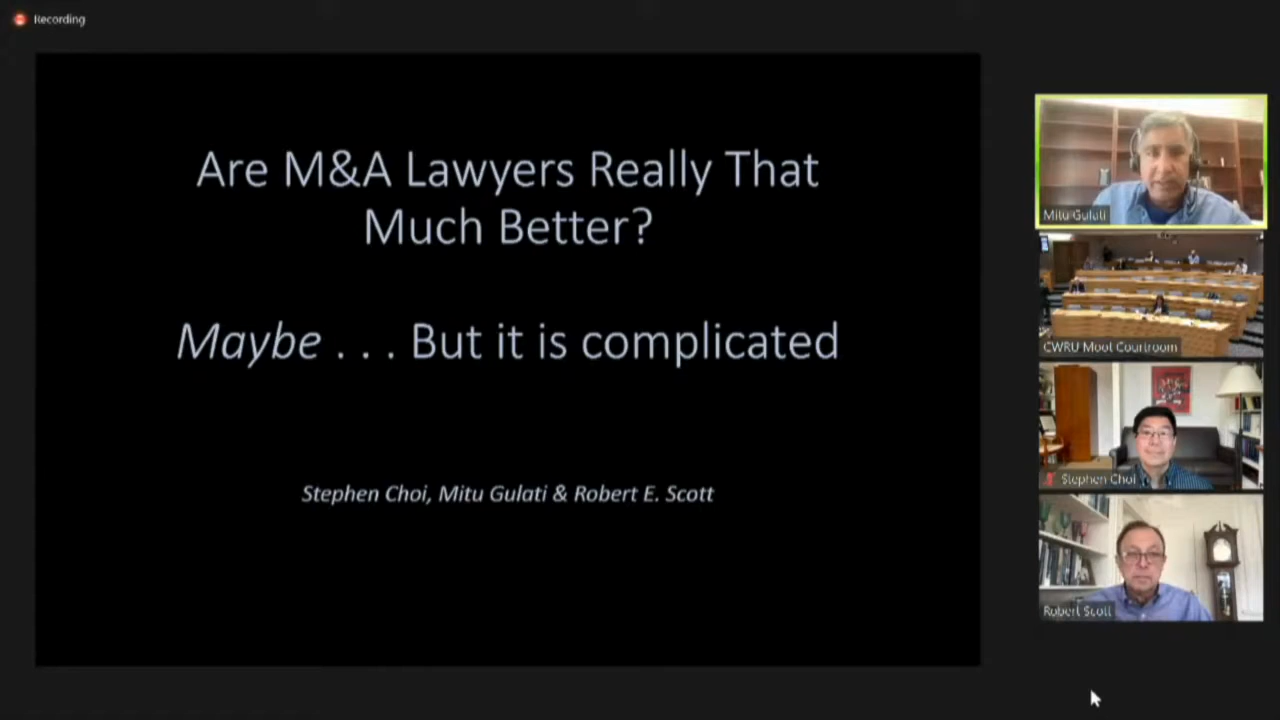 Recording
Are M&A Lawyers Really That
Much Better?
Maybe . . . But it is complicated
Stephen Choi, Mitu Gulati & Robert E. Scott
Mitu Gulati
CWRU Moot Courtroom
Stephen Choi
Robert Scott